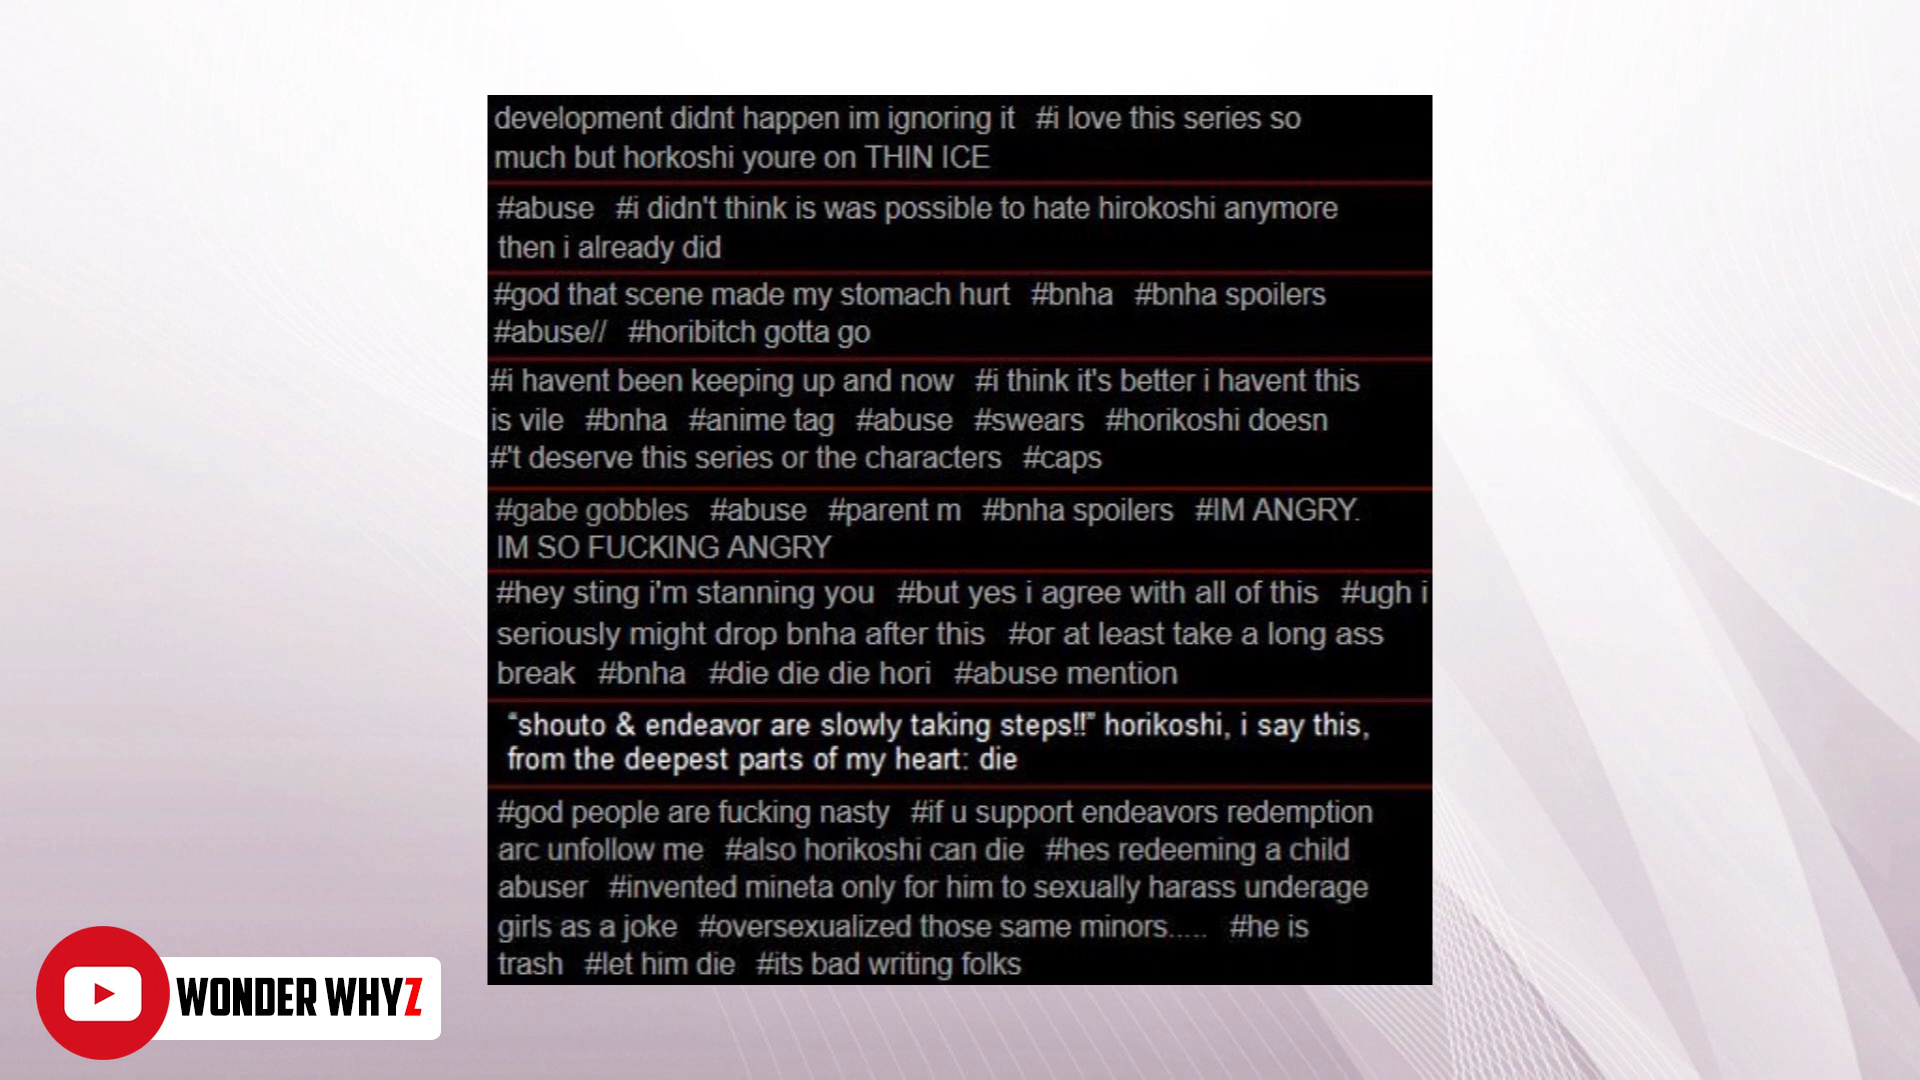 development didnt happen im ignoring it #i love this series so
much but horkoshi youre on THIN ICE
#abuse #i didn't think is was possible to hate hirokoshi anymore
then i already did
#god that scene made my stomach hurt #bnha #bnha spoilers
#abuse// #horibitch gotta go
#i havent been keeping up and now #i think it's better i havent this
is vile #bnha #anime tag #abuse #swears #horikoshi doesn
#'t deserve this series or the characters #caps
#gabe gobbles #abuse #parent m #bnha spoilers #IM ANGRY.
IM SO FUCKING ANGRY
#hey sting i'm stanning you #but yes i agree with all of this #ugh i
seriously might drop bnha after this #or at least take a long ass
break #bnha #die die die hori #abuse mention
“shouto & endeavor are slowly taking steps!!” horikoshi, i say this,
from the deepest parts of my heart: die
#god people are fucking nasty #if u support endeavors redemption
arc unfollow me #also horikoshi can die #hes redeeming a child
abuser #invented mineta only for him to sexually harass underage
girls as a joke #oversexualized those same minors..... #he is
trash #let him die #its bad writing folks
WONDER WHYZ